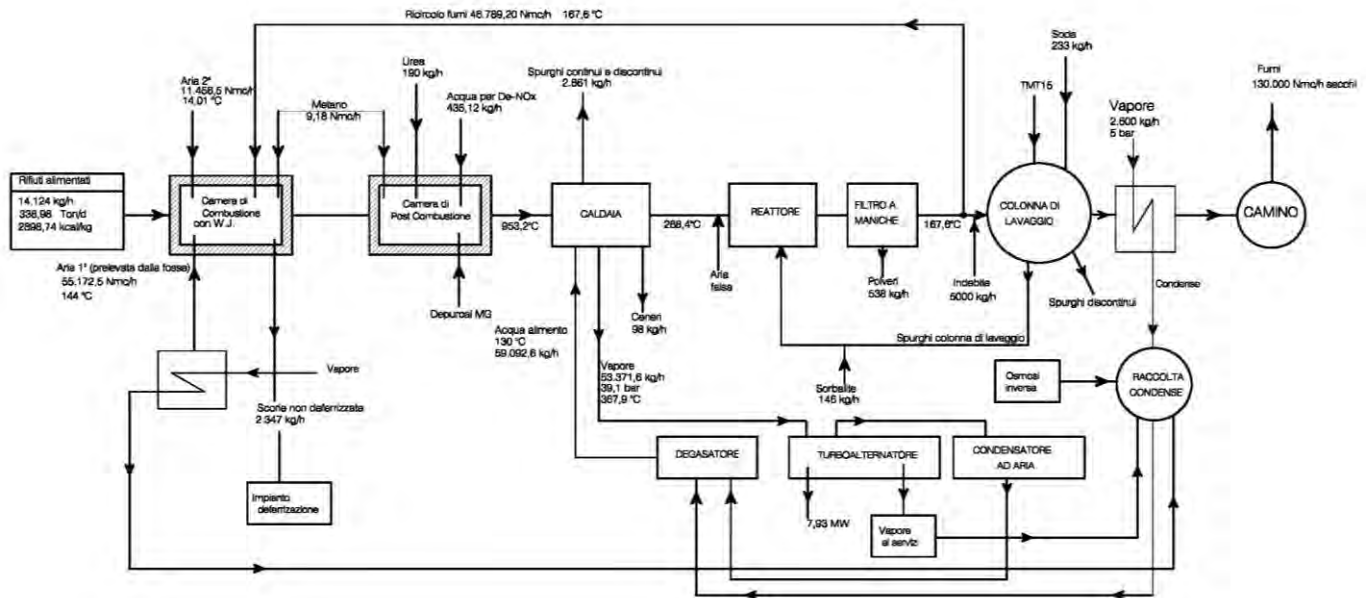 Ricircolo fumi 46.789,20 Nmc/h 167,6 °C
Soda
233 kg/h
Urea
190 kg/h
Spurghi continui e discontinui
2.861 kg/h
Fumi
130.000 Nmc/h secchi
Aria 2ª
11.458,5 Nmc/h
14,01 °C
Metano
9,18 Nmc/h
Acqua per De-NOx
436,12 kg/h
TMT15
Vapore
2.600 kg/h
5 bar
Rifiuti alimentati
14.124 kg/h
338,98 Ton/d
2898,74 kcal/kg
Camera di
Combustione
con W.J.
Camera di
Post Combustione
953,2°C
CALDAIA
268,4°C
REATTORE
FILTRO A
MANICHE
167,6°C
COLONNA DI
LAVAGGIO
CAMINO
Aria 1ª (prelevata dalla fossa)
55.172,5 Nmc/h
144 °C
Aria
falsa
Polveri
538 kg/h
Indebite
5000 kg/h
Spurghi discontinui
Condense
Depurosi MG
Ceneri
98 kg/h
Acqua alimento
130 °C
59.092,6 kg/h
Spurghi colonna di lavaggio
Vapore
Vapore
53.371,6 kg/h
39,1 bar
367,9 °C
Sorbalite
146 kg/h
Osmosi
inversa
RACCOLTA
CONDENSE
Scorie non deferrizzate
2.347 kg/h
DEGASATORE
TURBOALTERNATORE
CONDENSATORE
AD ARIA
Impianto
deferrizazione
7,93 MW
Vapore
ai servizi